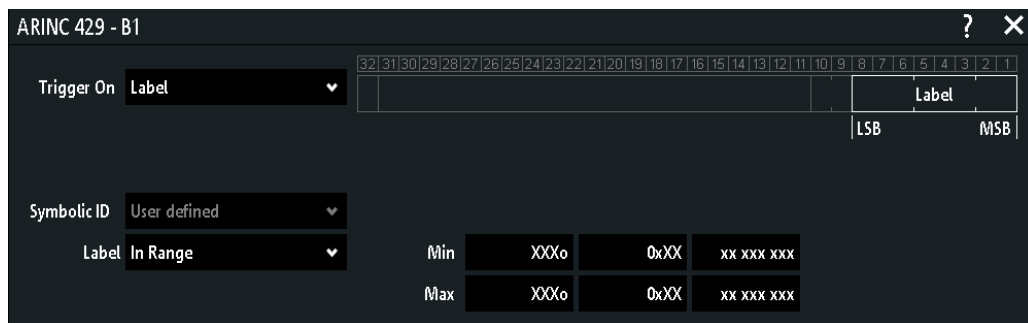 ARINC 429 - B1 ? X
32 31 30 29 28 27 26 25 24 23 22 21 20 19 18 17 16 15 14 13 12 11 10 9 8 7 6 5 4 3 2 1
Trigger On Label Label
LSB MSB
Symbolic ID User defined
Label In Range Min XXXo 0xXX xx xxx xxx
Max XXXo 0xXX xx xxx xxx